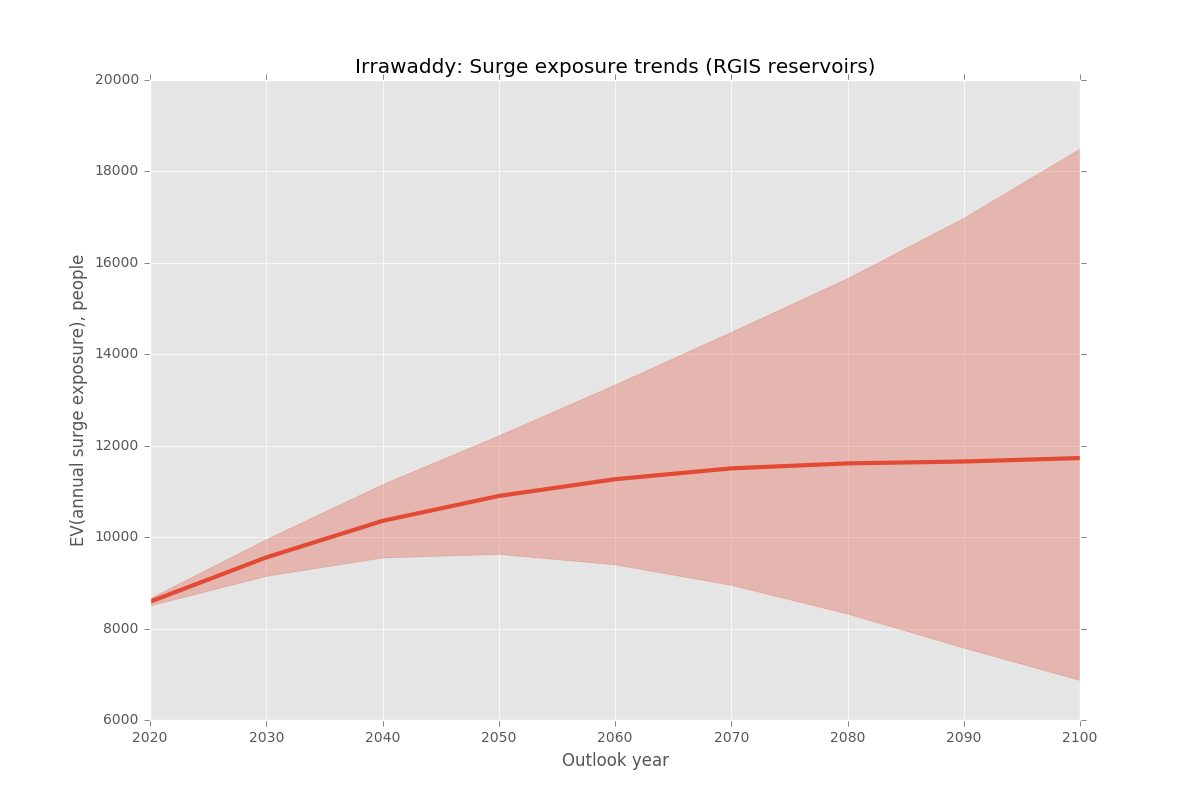 Irrawaddy: Surge exposure trends (RGIS reservoirs)
EV(annual surge exposure), people
20000
18000
16000
14000
12000
10000
8000
6000
2020 2030 2040 2050 2060 2070 2080 2090 2100
Outlook year